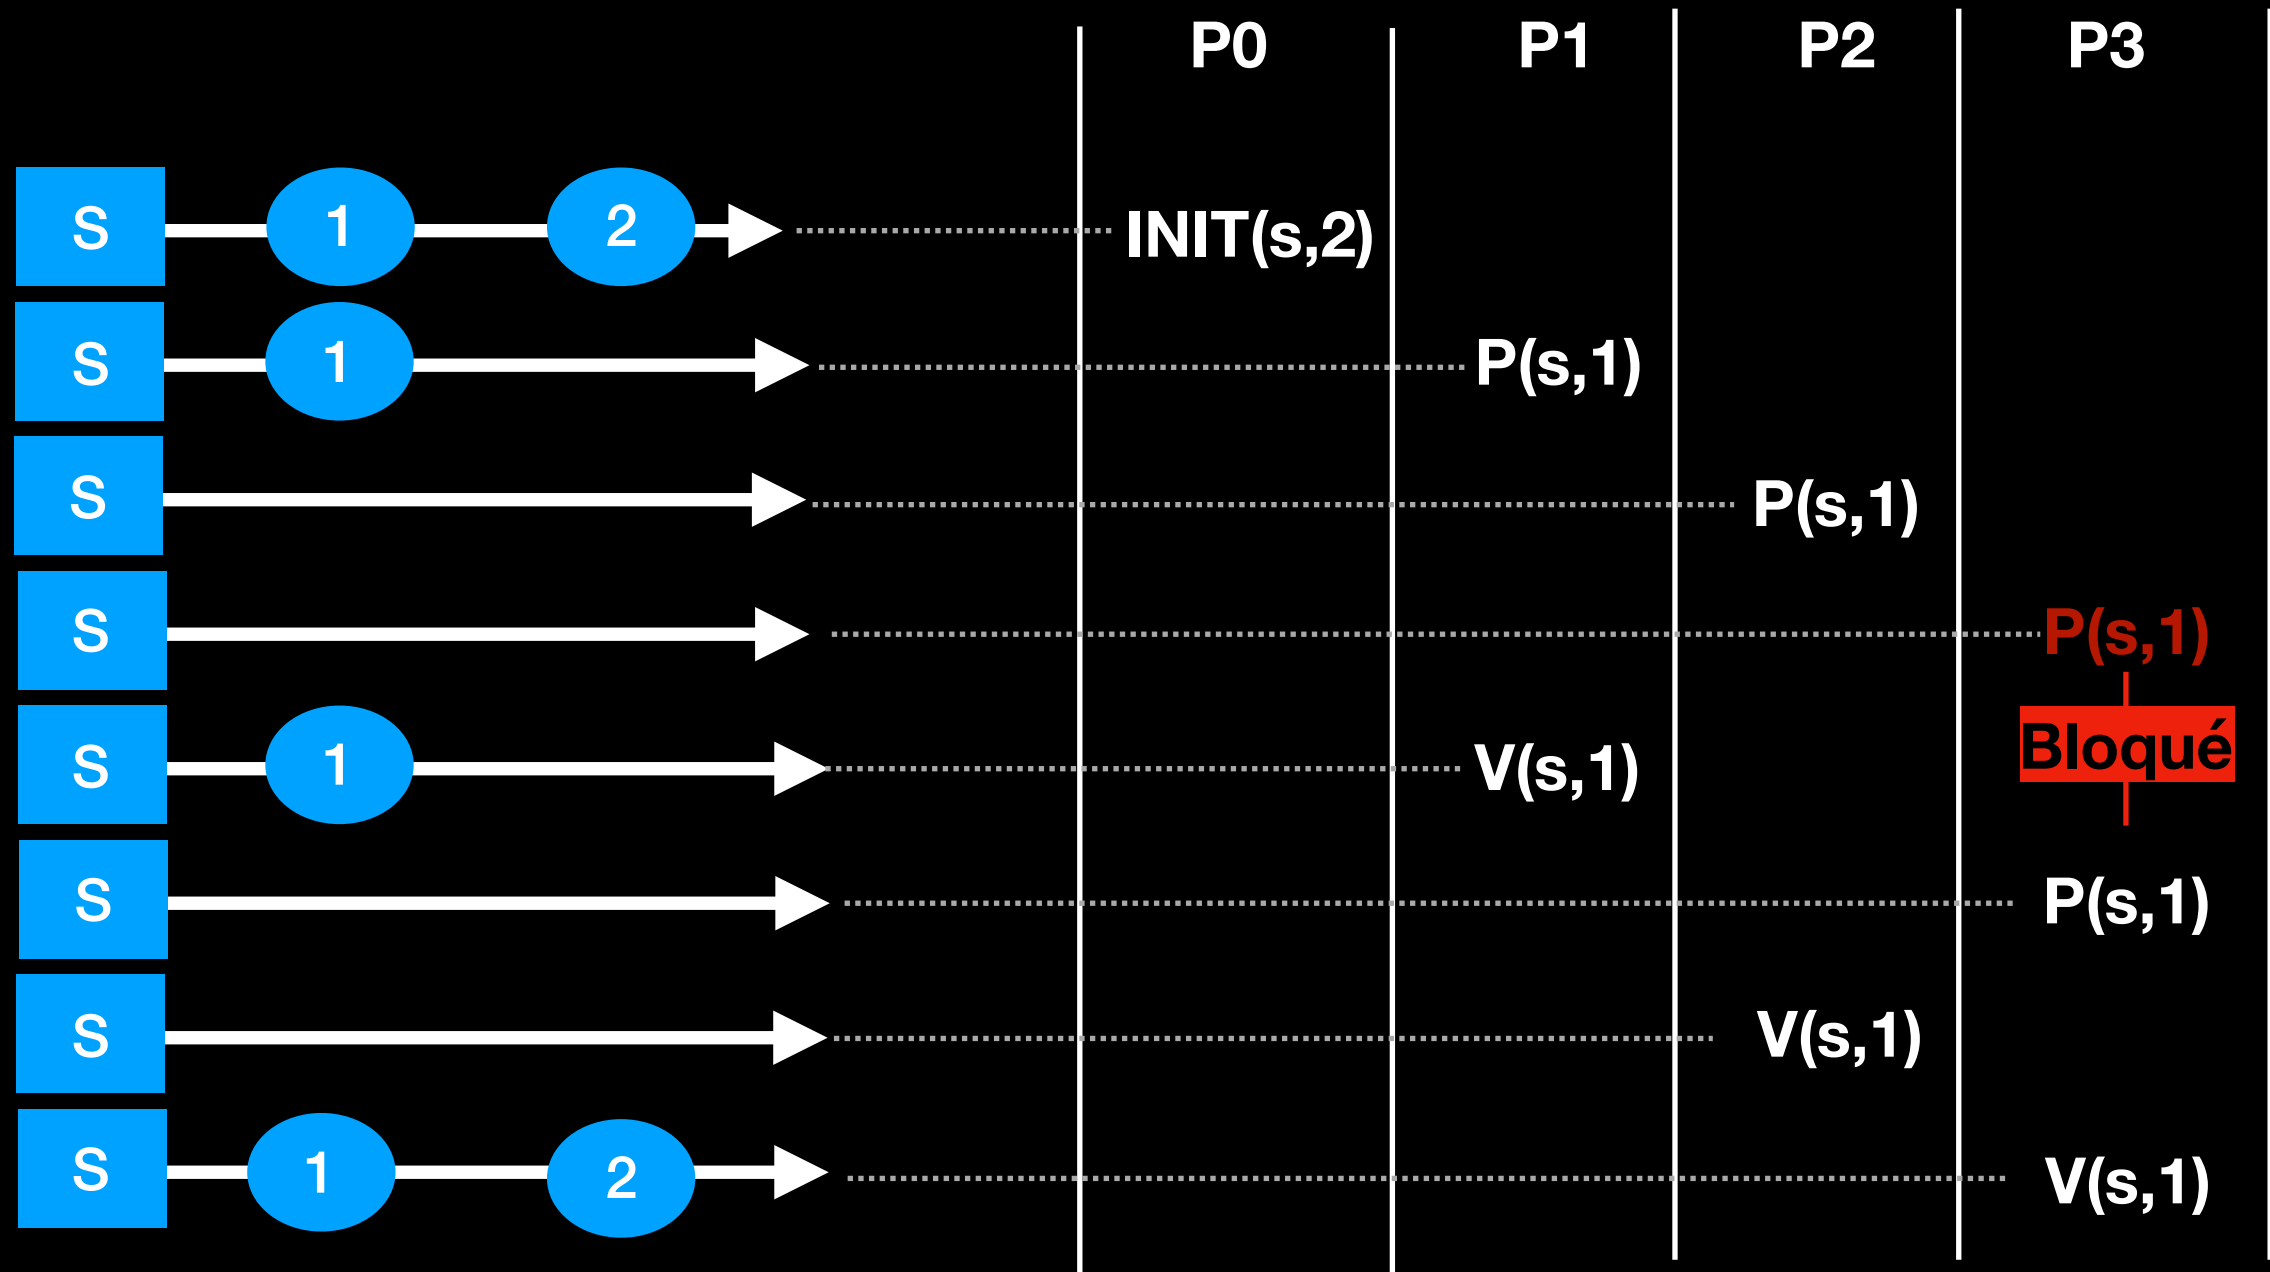 P0 P1 P2 P3
S 1 2 INIT(s,2)
S 1 P(s,1)
S P(s,1)
S P(s,1)
S 1 V(s,1) Bloqué
S P(s,1)
S V(s,1)
S 1 2 V(s,1)